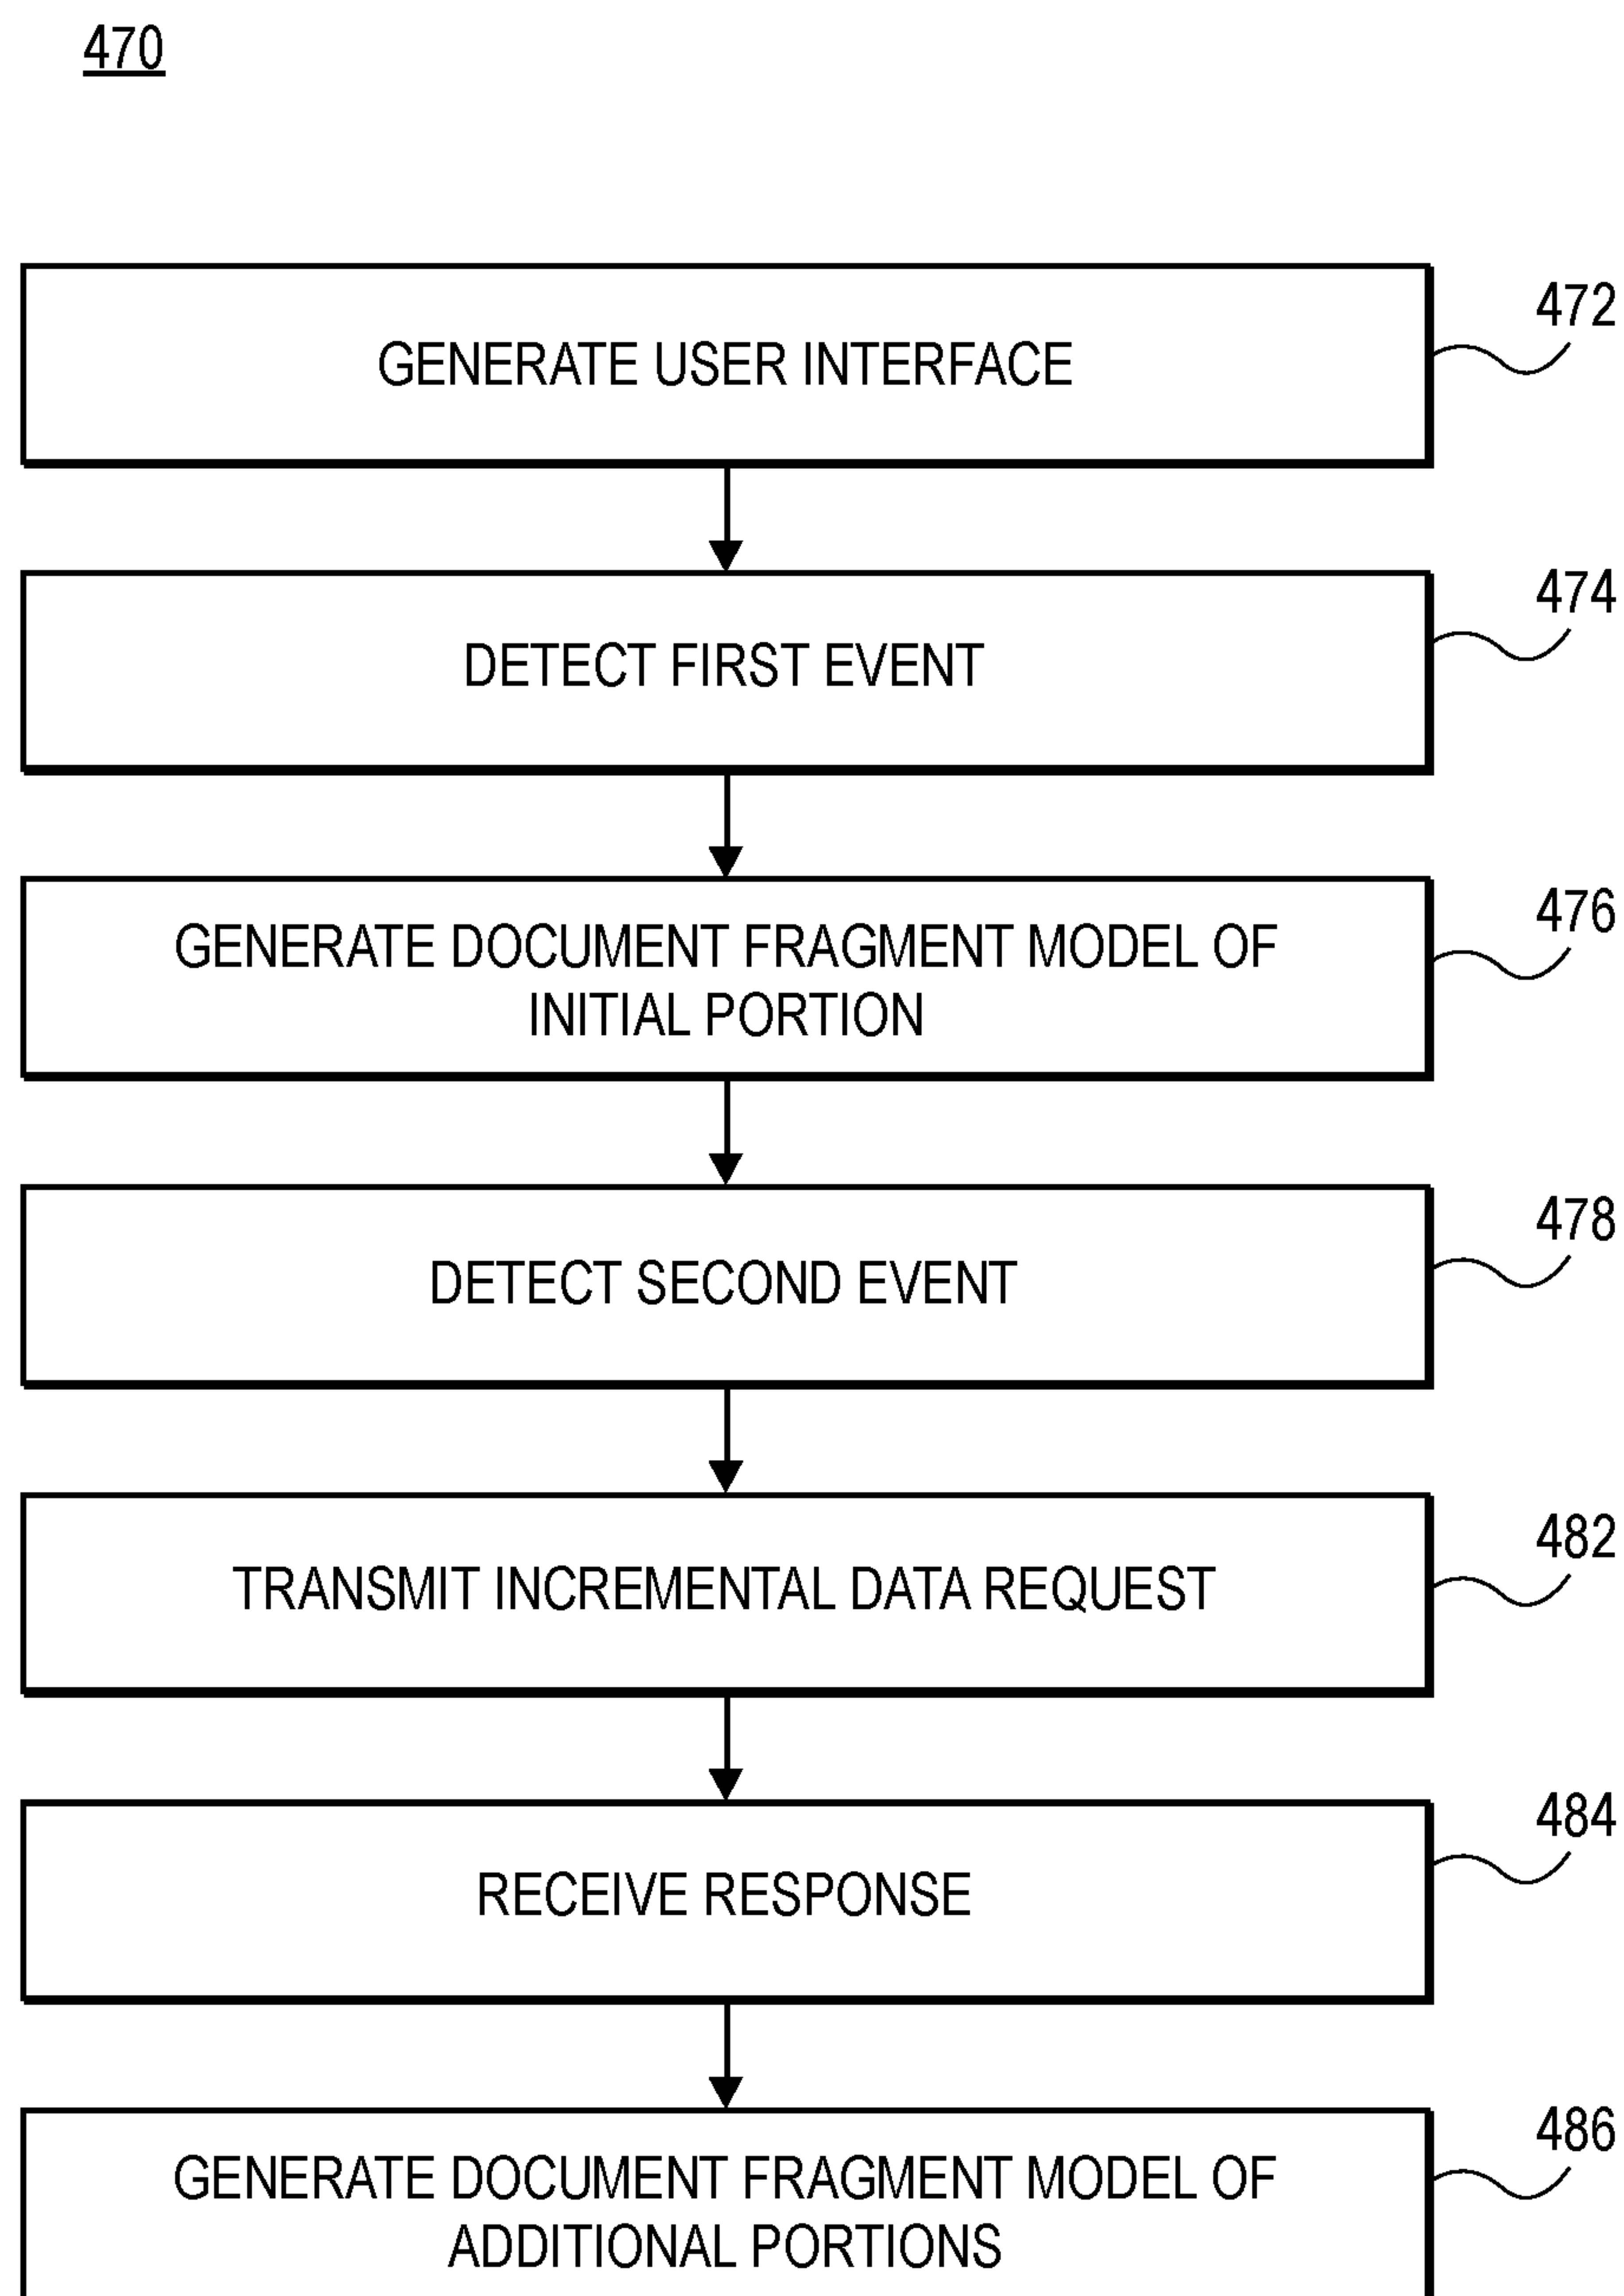 470
GENERATE USER INTERFACE
472
DETECT FIRST EVENT
474
GENERATE DOCUMENT FRAGMENT MODEL OF
INITIAL PORTION
476
DETECT SECOND EVENT
478
TRANSMIT INCREMENTAL DATA REQUEST
482
RECEIVE RESPONSE
484
GENERATE DOCUMENT FRAGMENT MODEL OF
ADDITIONAL PORTIONS
486